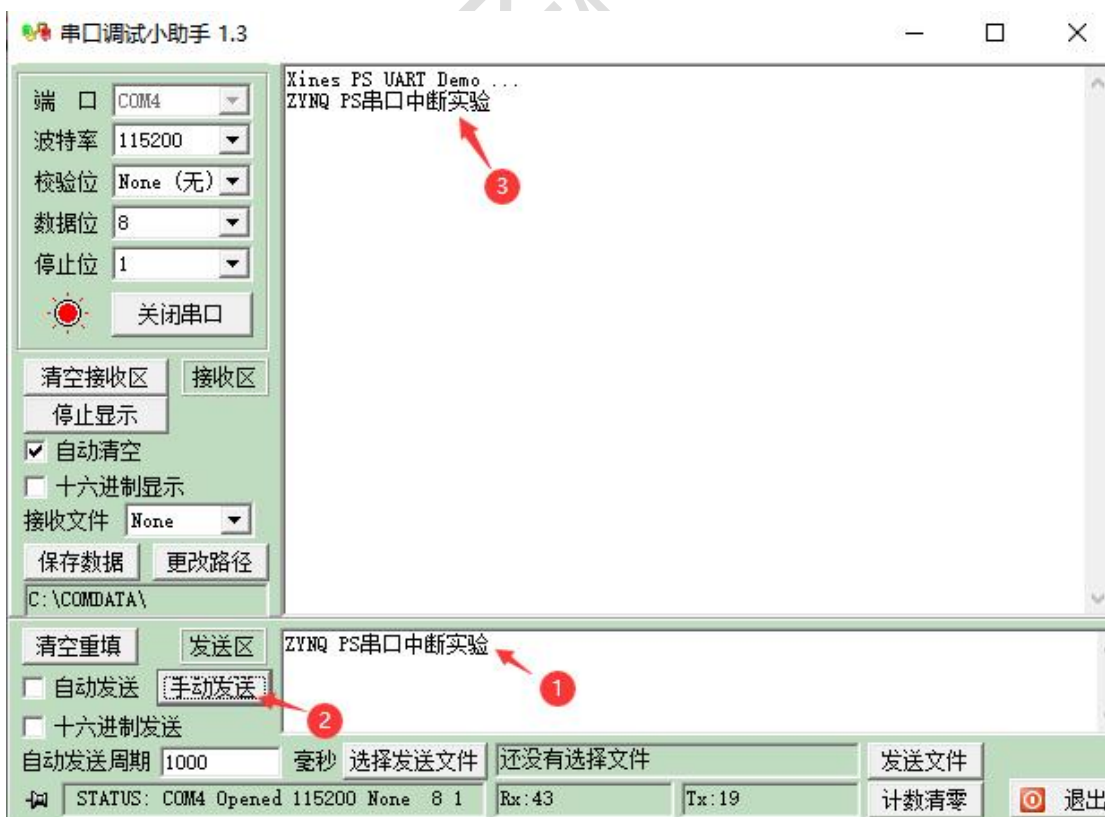 串口调试小助手 1.3
端 口 COM4
波特率 115200
校验位 None (无)
数据位 8
停止位 1
关闭串口
清空接收区 接收区
停止显示
自动清空
十六进制显示
接收文件 None
保存数据 更改路径
C:\COMDATA\
Xines PS UART Demo ...
ZYNQ PS串口中断实验
3
清空重填 发送区
自动发送 手动发送
十六进制发送
ZYNQ PS串口中断实验
1
2
自动发送周期 1000 毫秒 选择发送文件 还没有选择文件 发送文件
STATUS: COM4 Opened 115200 None 8 1 Rx:43 Tx:19 计数清零 退出